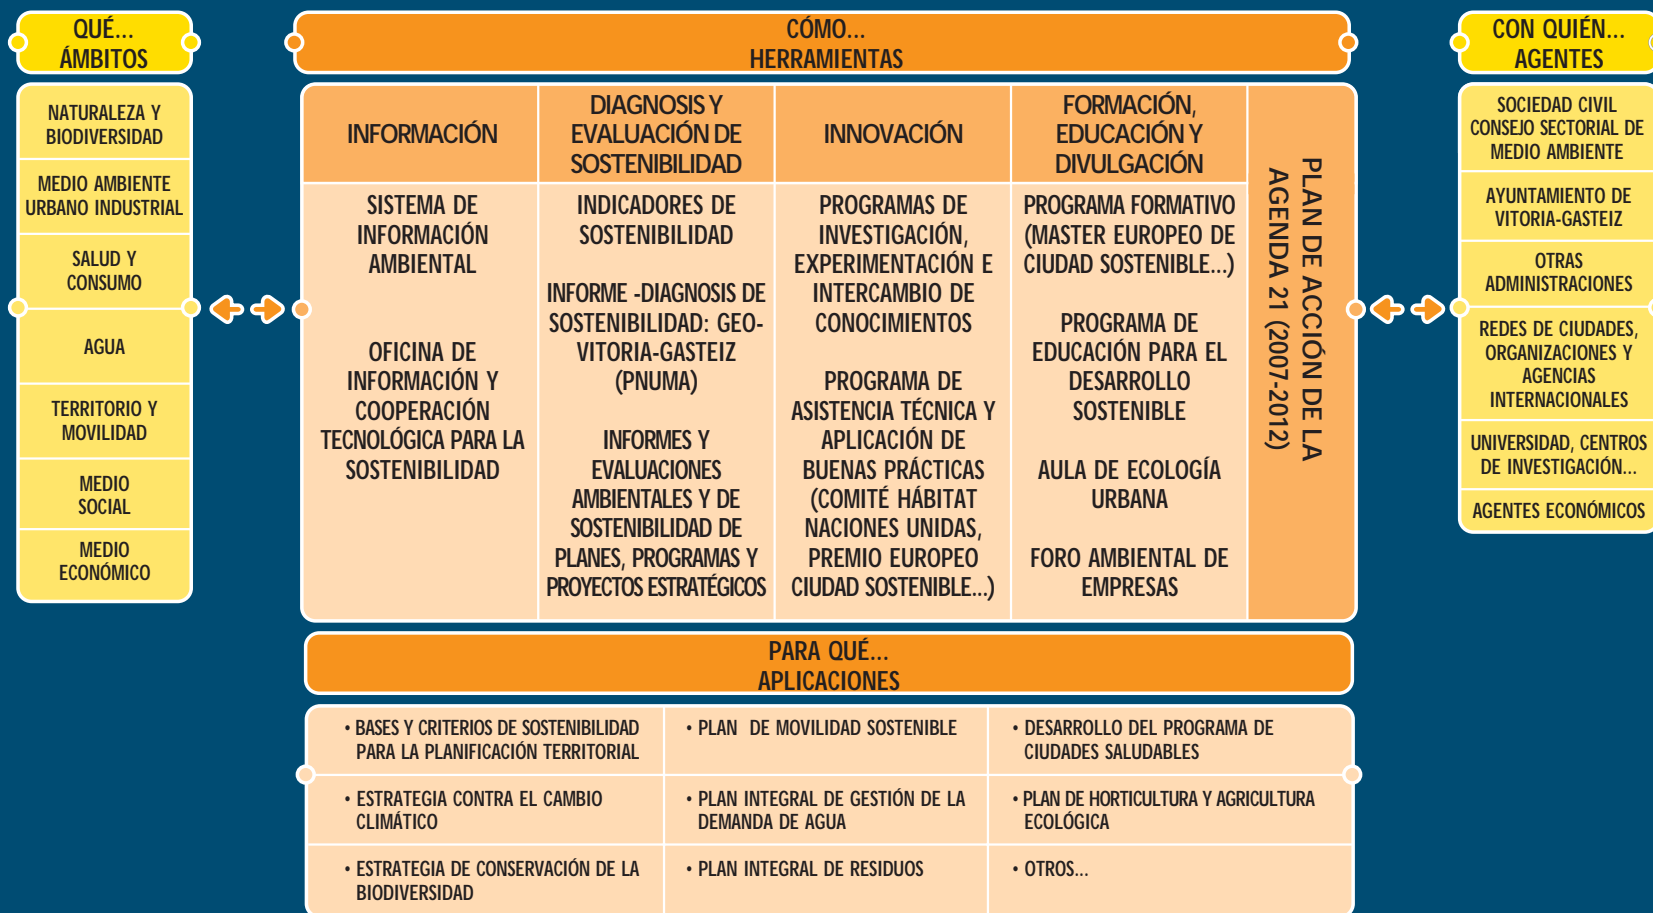 QUÉ...
ÁMBITOS
NATURALEZA Y
BIODIVERSIDAD
MEDIO AMBIENTE
URBANO INDUSTRIAL
SALUD Y
CONSUMO
AGUA
TERRITORIO Y
MOVILIDAD
MEDIO
SOCIAL
MEDIO
ECONÓMICO
CÓMO...
HERRAMIENTAS
INFORMACIÓN
SISTEMA DE
INFORMACIÓN
AMBIENTAL
OFICINA DE
INFORMACIÓN Y
COOPERACIÓN
TECNOLÓGICA PARA LA
SOSTENIBILIDAD
DIAGNOSIS Y
EVALUACIÓN DE
SOSTENIBILIDAD
INDICADORES DE
SOSTENIBILIDAD
INFORME -DIAGNOSIS DE
SOSTENIBILIDAD: GEO-
VITORIA-GASTEIZ
(PNUMA)
INFORMES Y
EVALUACIONES
AMBIENTALES Y DE
SOSTENIBILIDAD DE
PLANES, PROGRAMAS Y
PROYECTOS ESTRATÉGICOS
INNOVACIÓN
PROGRAMAS DE
INVESTIGACIÓN,
EXPERIMENTACIÓN E
INTERCAMBIO DE
CONOCIMIENTOS
PROGRAMA DE
ASISTENCIA TÉCNICA Y
APLICACIÓN DE
BUENAS PRÁCTICAS
(COMITÉ HÁBITAT
NACIONES UNIDAS,
PREMIO EUROPEO
CIUDAD SOSTENIBLE...)
FORMACIÓN,
EDUCACIÓN Y
DIVULGACIÓN
PROGRAMA FORMATIVO
(MASTER EUROPEO DE
CIUDAD SOSTENIBLE...)
PROGRAMA DE
EDUCACIÓN PARA EL
DESARROLLO
SOSTENIBLE
AULA DE ECOLOGÍA
URBANA
FORO AMBIENTAL DE
EMPRESAS
PLAN DE ACCIÓN DE LA
AGENDA 21 (2007-2012)
CON QUIÉN...
AGENTES
SOCIEDAD CIVIL
CONSEJO SECTORIAL DE
MEDIO AMBIENTE
AYUNTAMIENTO DE
VITORIA-GASTEIZ
OTRAS
ADMINISTRACIONES
REDES DE CIUDADES,
ORGANIZACIONES Y
AGENCIAS
INTERNACIONALES
UNIVERSIDAD, CENTROS
DE INVESTIGACIÓN...
AGENTES ECONÓMICOS
PARA QUÉ...
APLICACIONES
• BASES Y CRITERIOS DE SOSTENIBILIDAD
PARA LA PLANIFICACIÓN TERRITORIAL
• PLAN DE MOVILIDAD SOSTENIBLE
• DESARROLLO DEL PROGRAMA DE
CIUDADES SALUDABLES
• ESTRATEGIA CONTRA EL CAMBIO
CLIMÁTICO
• PLAN INTEGRAL DE GESTIÓN DE LA
DEMANDA DE AGUA
• PLAN DE HORTICULTURA Y AGRICULTURA
ECOLÓGICA
• ESTRATEGIA DE CONSERVACIÓN DE LA
BIODIVERSIDAD
• PLAN INTEGRAL DE RESIDUOS
• OTROS...